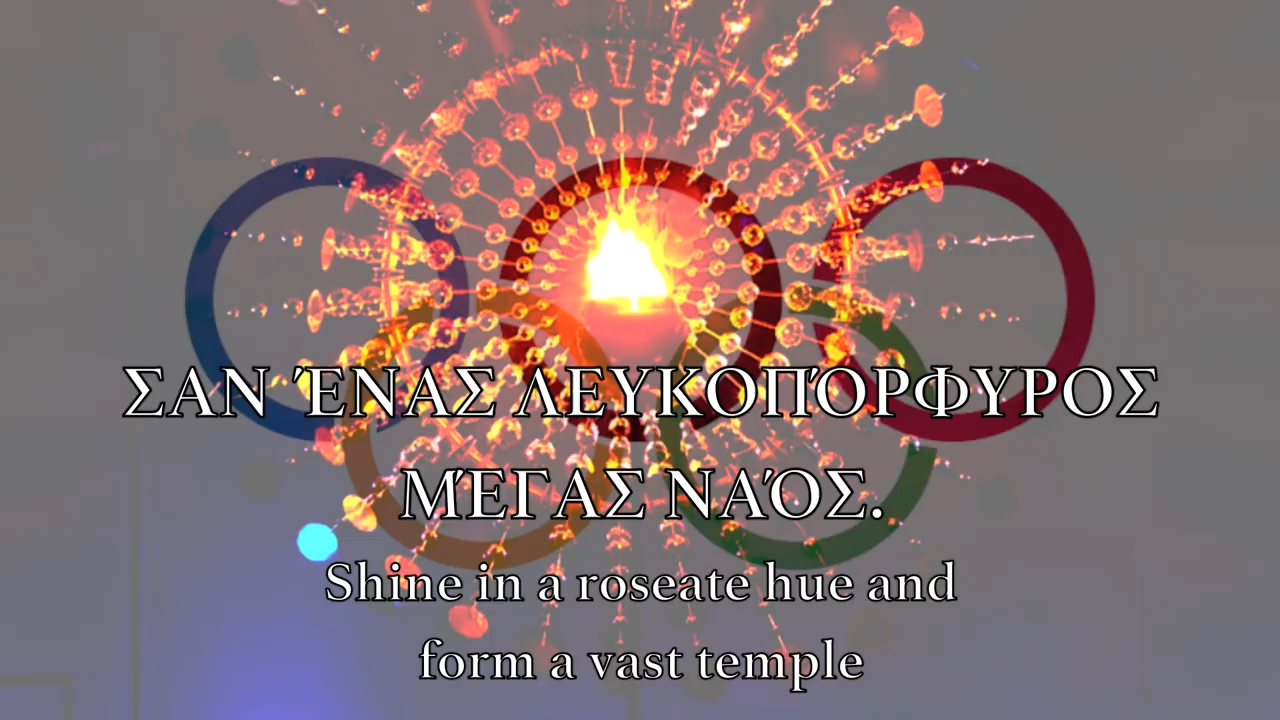 ΣΑΝ ΈΝΑΣ ΛΕΥΚΟΠΌΡΦΥΡΟΣ
ΜΈΓΑΣ ΝΑΌΣ.
Shine in a roseate hue and
form a vast temple